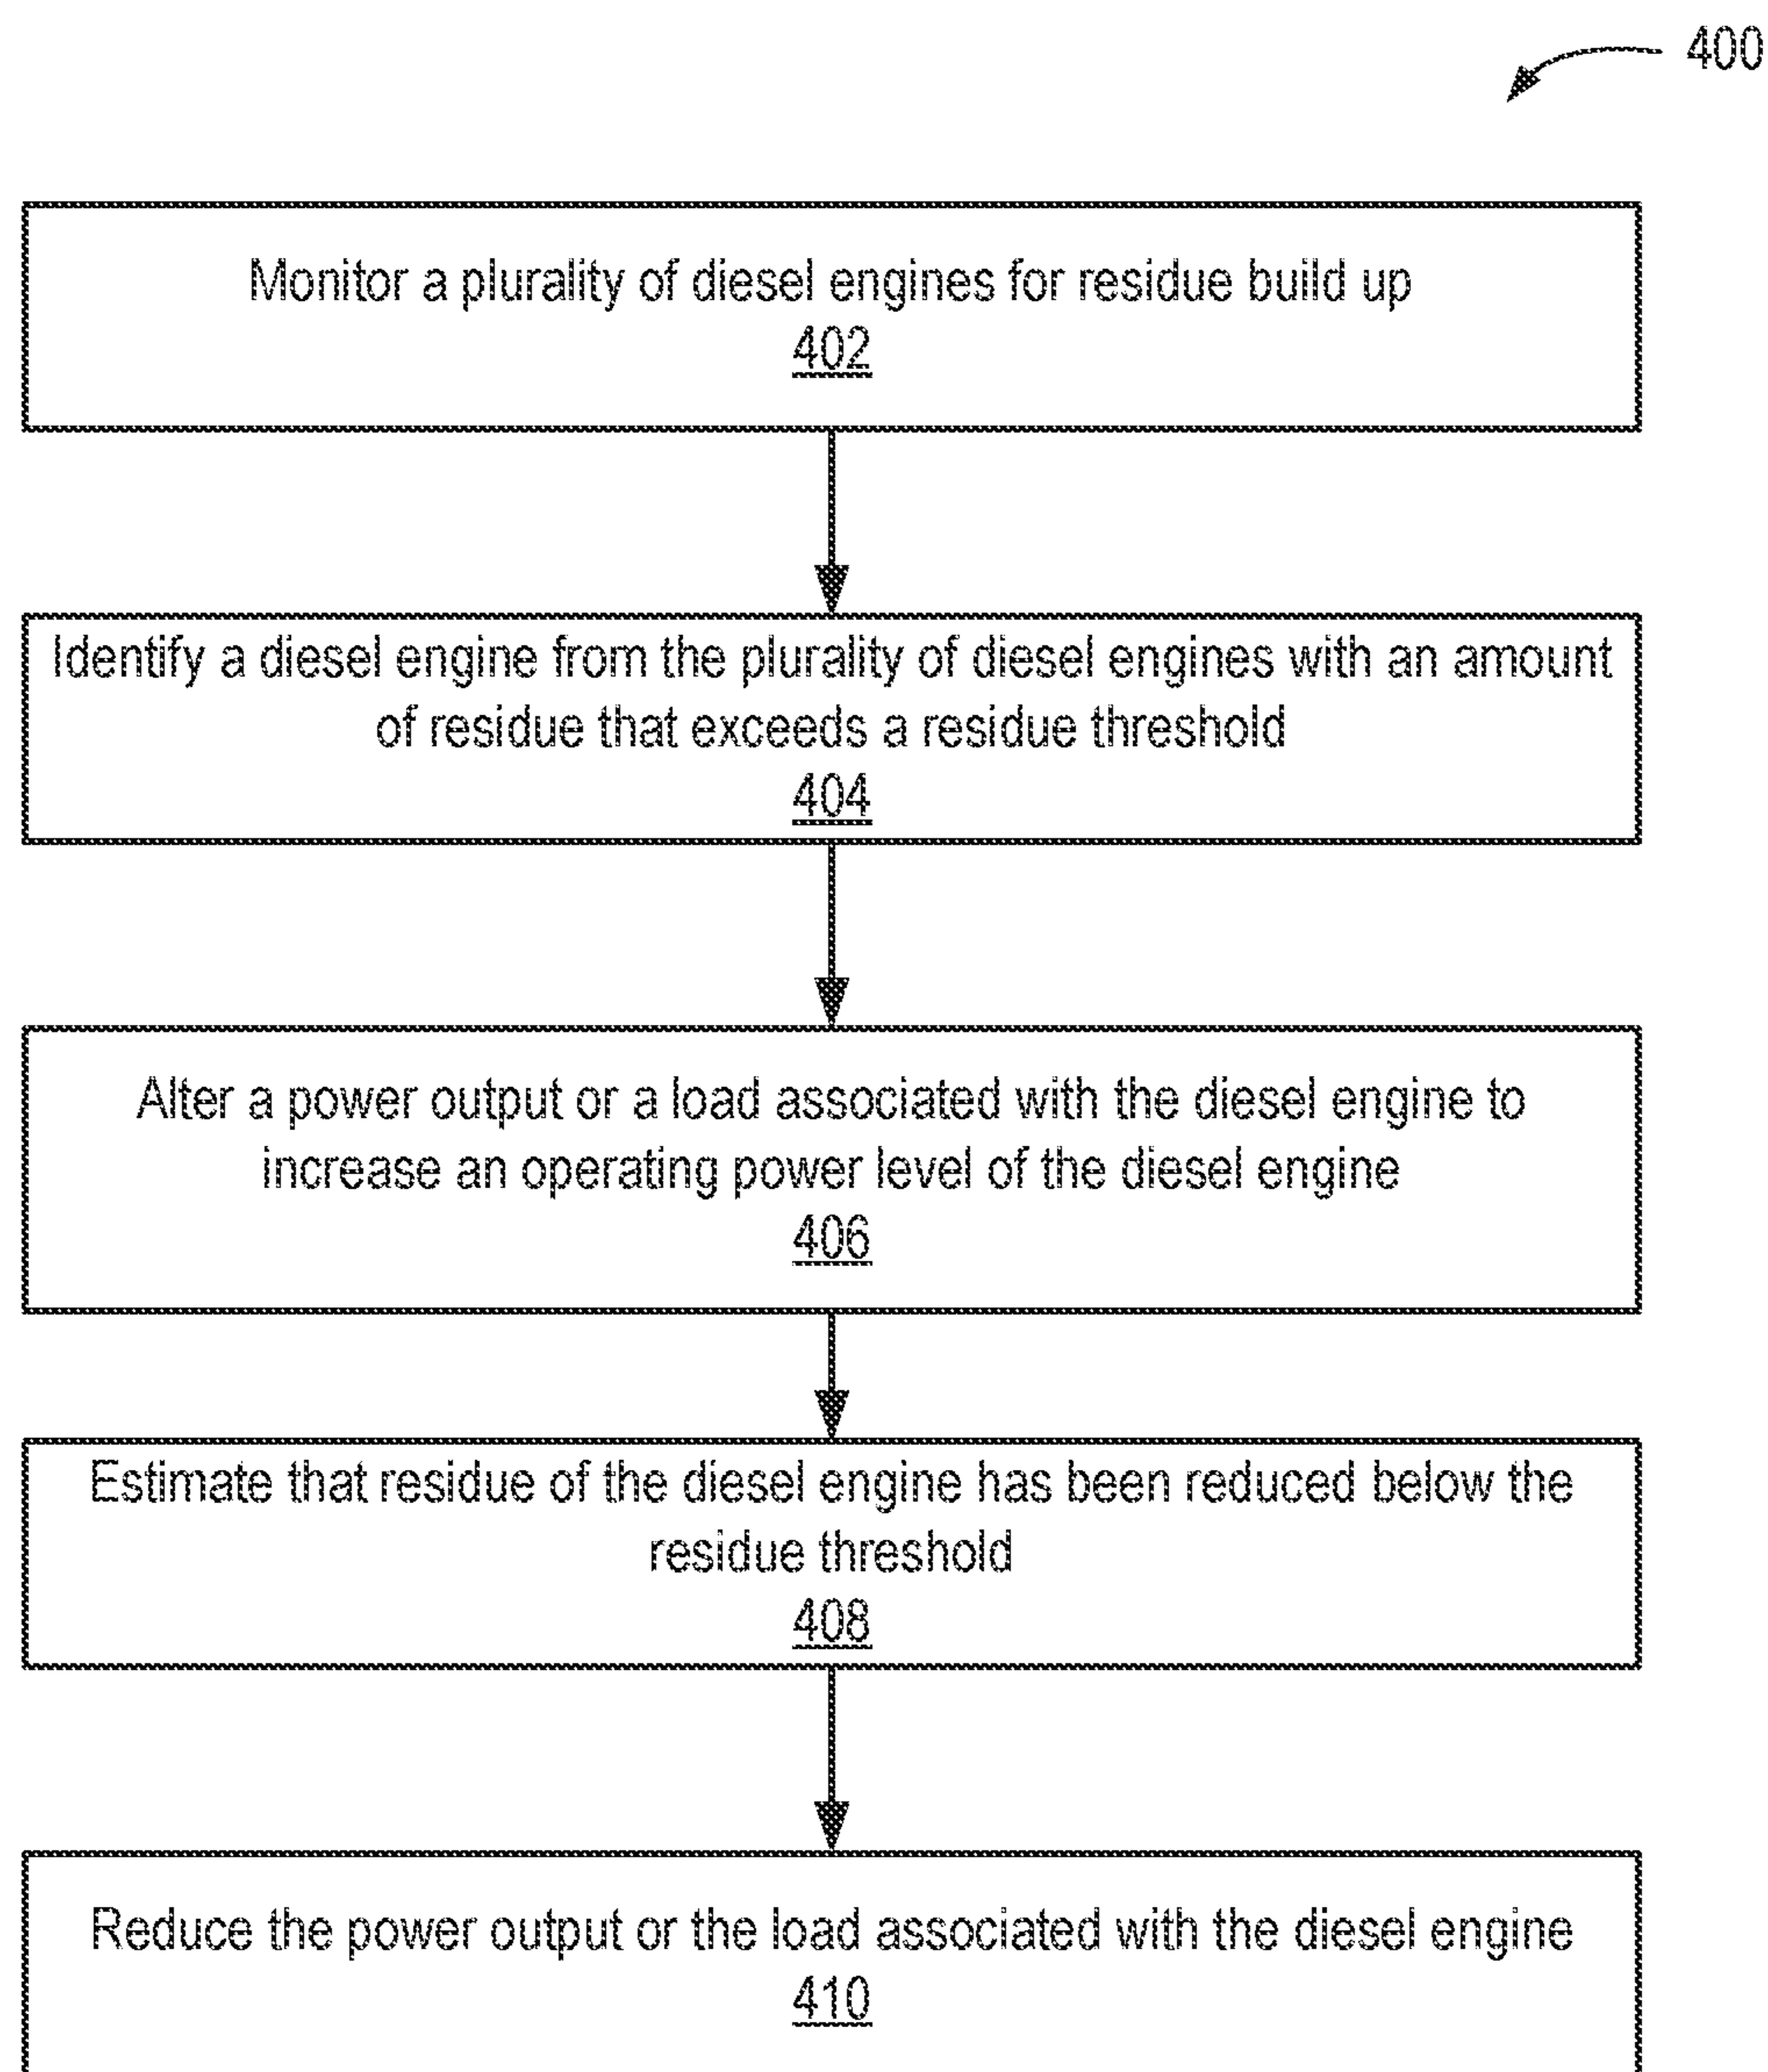 400
Monitor a plurality of diesel engines for residue build up
402
Identify a diesel engine from the plurality of diesel engines with an amount
of residue that exceeds a residue threshold
404
Alter a power output or a load associated with the diesel engine to
increase an operating power level of the diesel engine
406
Estimate that residue of the diesel engine has been reduced below the
residue threshold
408
Reduce the power output or the load associated with the diesel engine
410